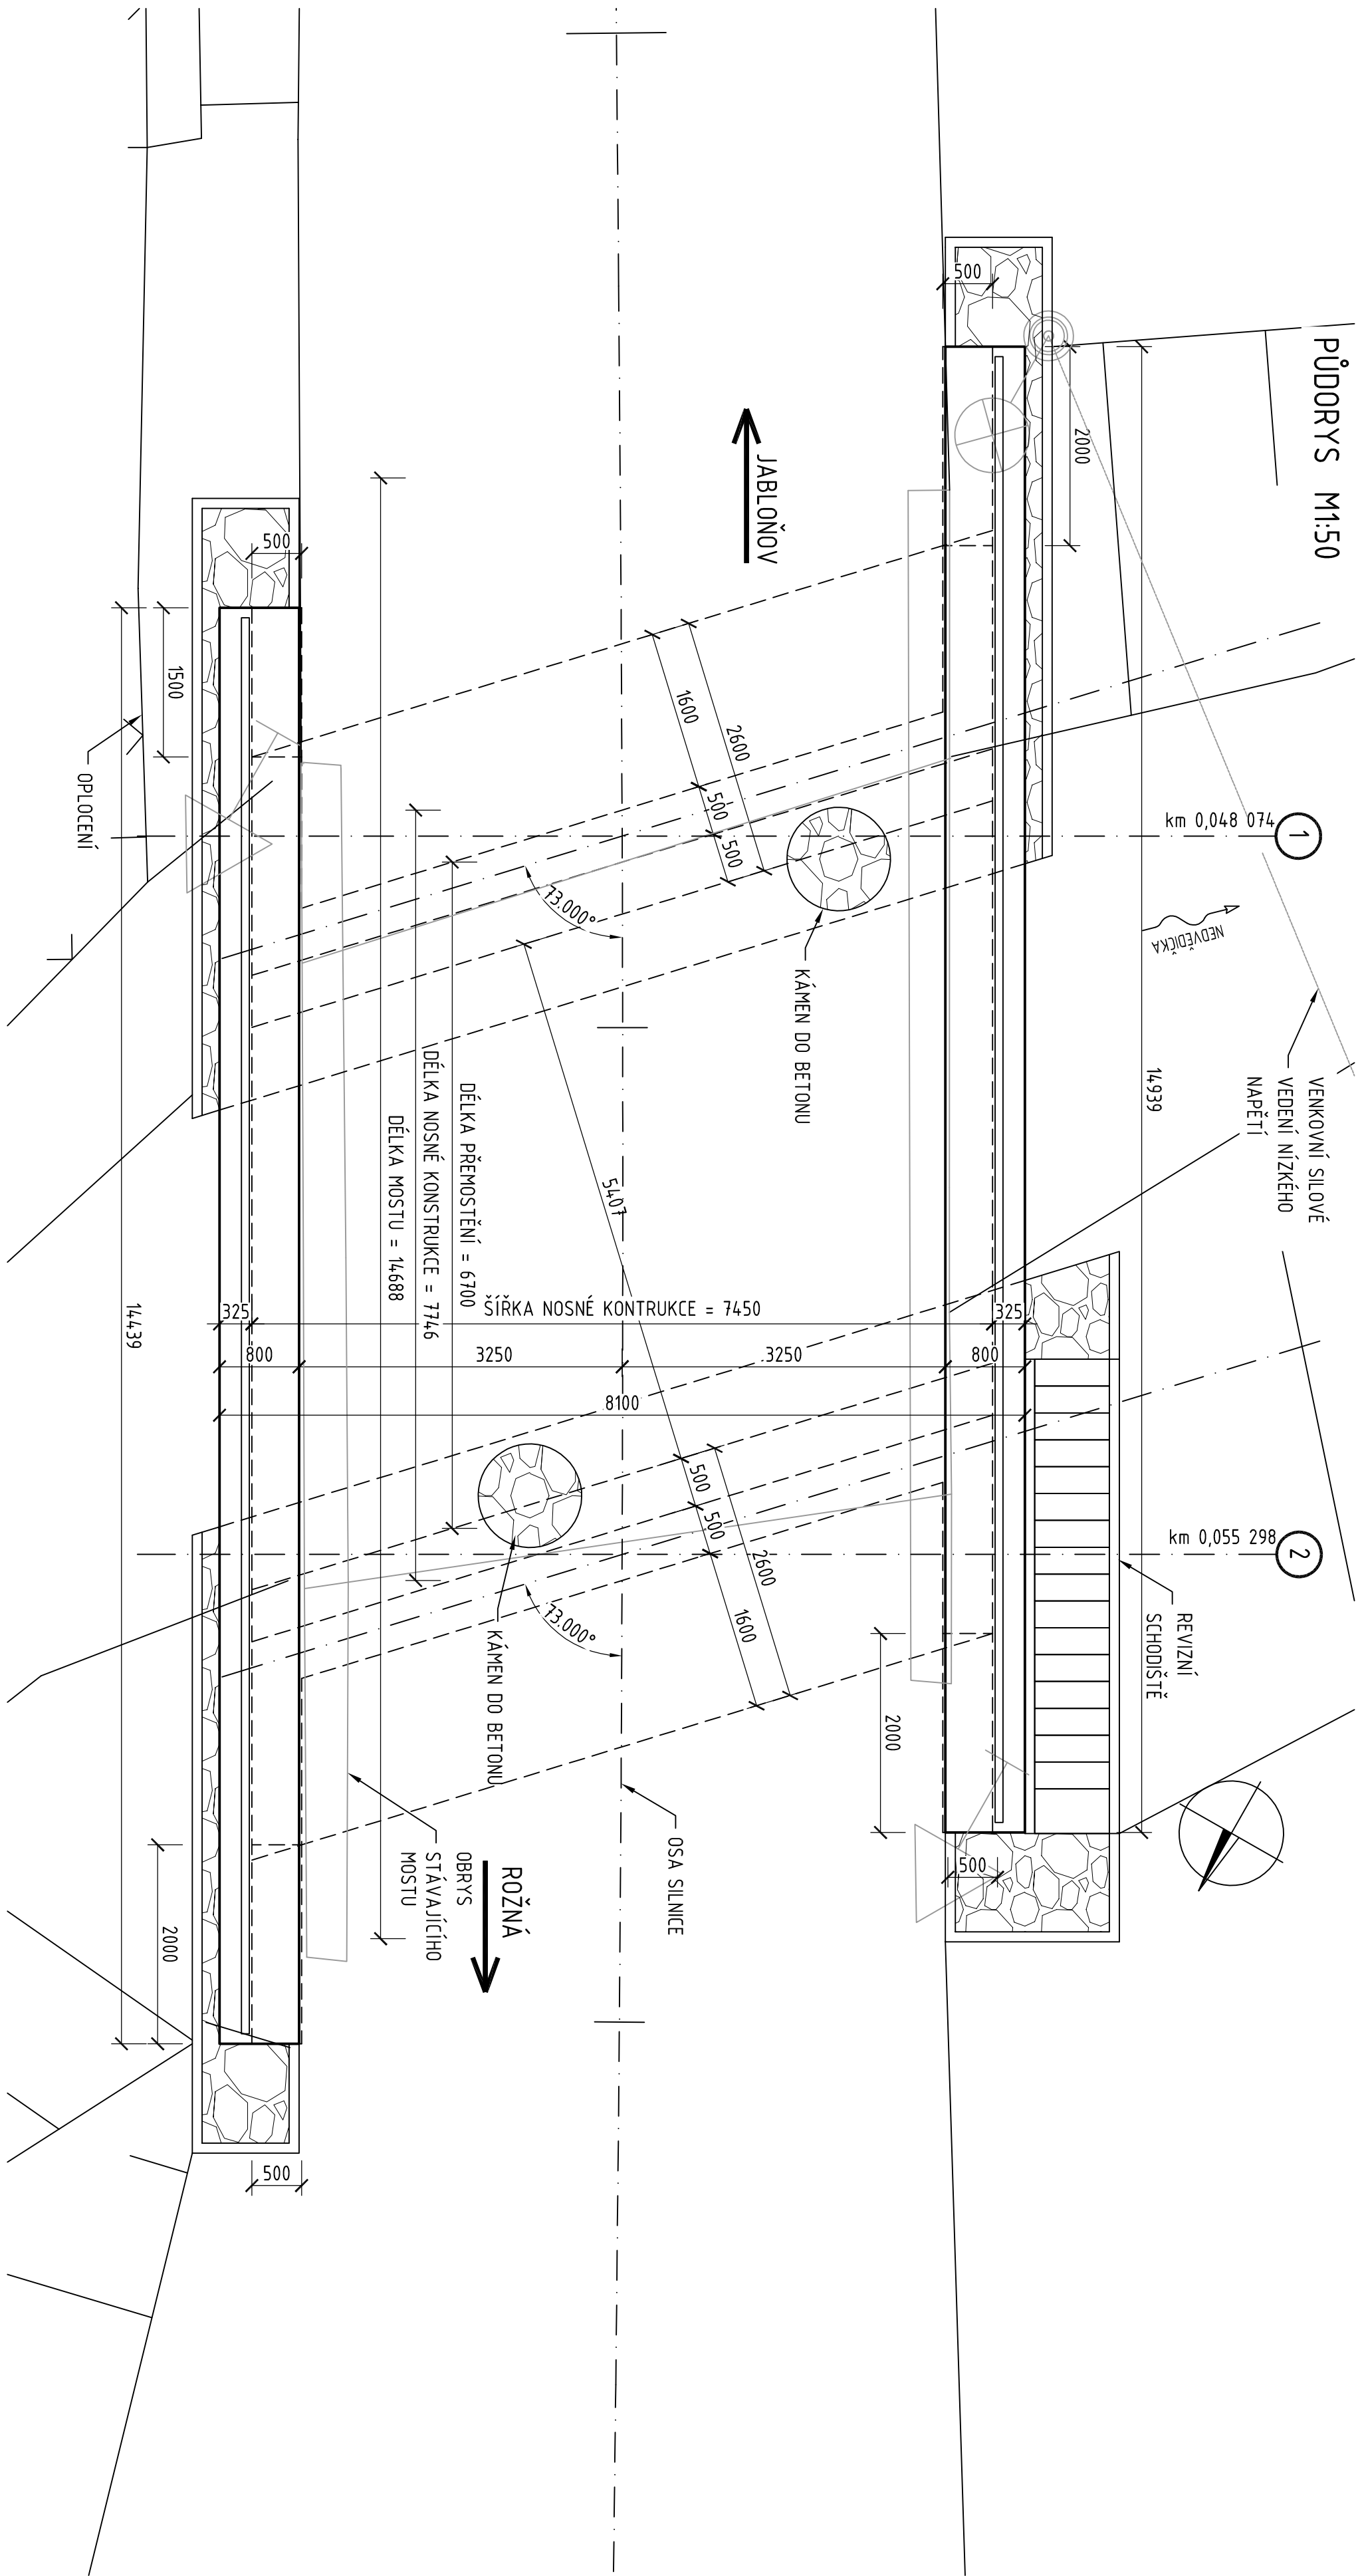 PŮDORYS M1:50
500
2000
JABLOŇOV
500
1500
OPLOCENÍ
1600
2600
500
500
km 0,048 074
1
73.000°
KÁMEN DO BETONU
NEDVĚDIČKA
VENKOVNÍ SILOVÉ
VEDENÍ NÍZKÉHO
NAPĚTÍ
14939
5407
DÉLKA PŘEMOSTĚNÍ = 6700
DÉLKA NOSNÉ KONSTRUKCE = 7746
DÉLKA MOSTU = 14688
14439
325
ŠÍŘKA NOSNÉ KONTRUKCE = 7450
325
800
3250
3250
800
8100
500
500
2600
1600
km 0,055 298
2
73.000°
KÁMEN DO BETONU
REVIZNÍ
SCHODIŠTĚ
2000
OSA SILNICE
OBRYS
STÁVAJÍCÍHO
MOSTU
ROŽNÁ
500
2000
500